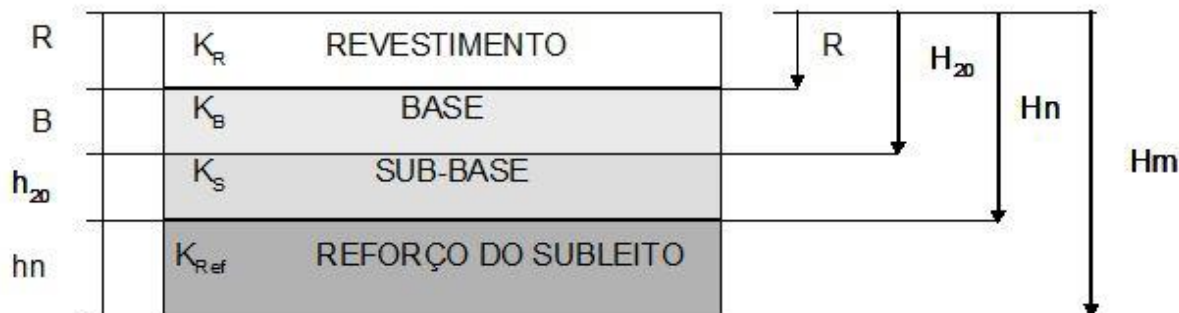 R K_R REVESTIMENTO R H_20 Hn Hm
B K_B BASE
h_20 K_S SUB-BASE
hn K_Ref REFORÇO DO SUBLEITO